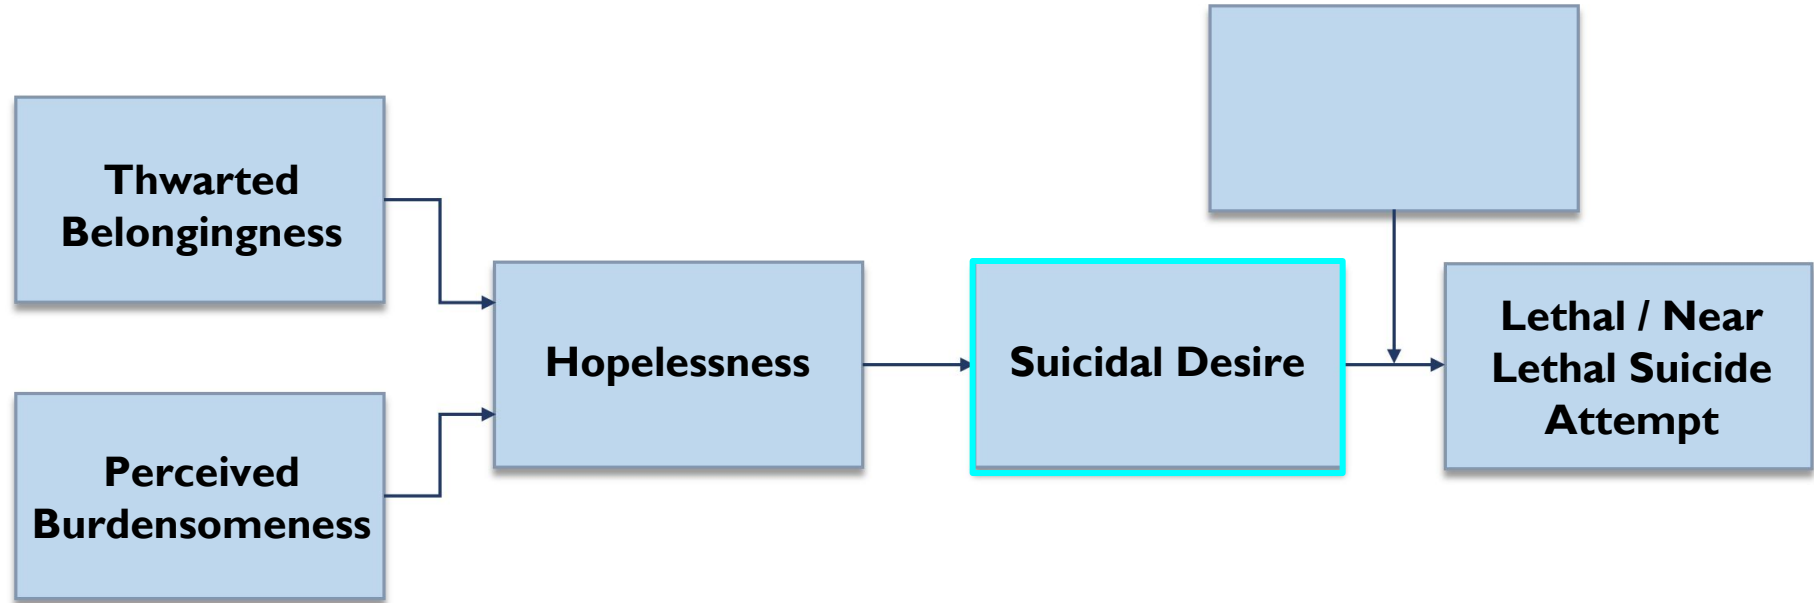 Thwarted
Belongingness
Perceived
Burdensomeness
Hopelessness
Suicidal Desire
Lethal / Near
Lethal Suicide
Attempt